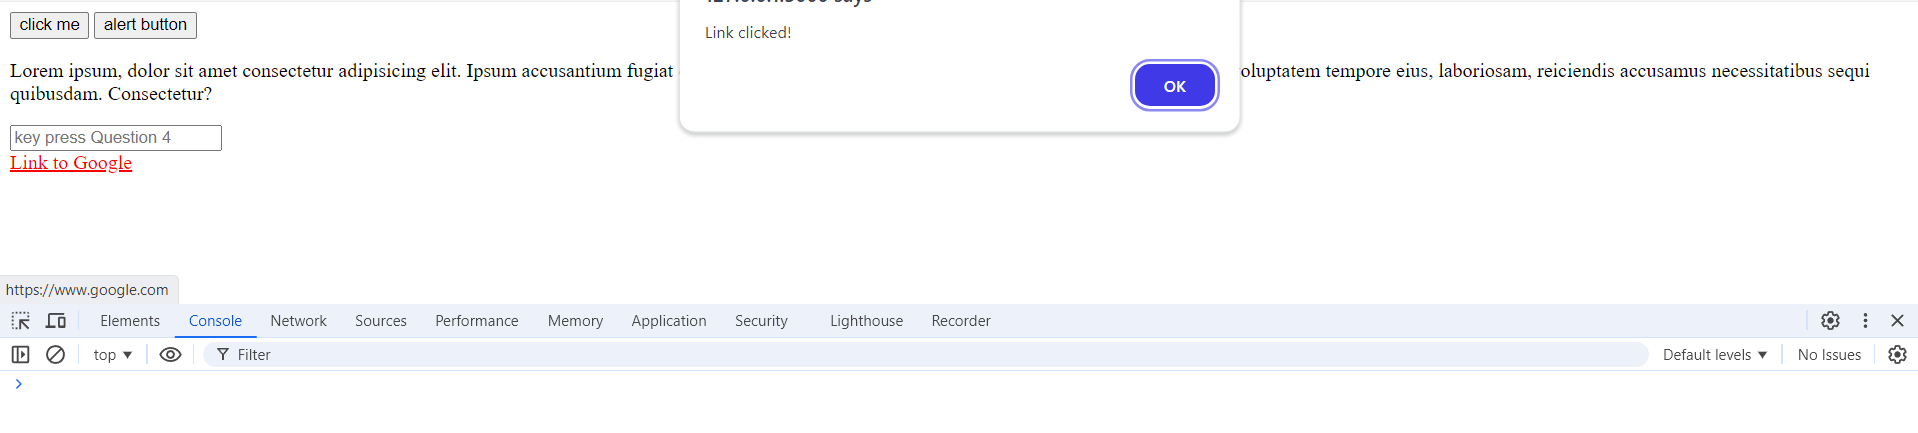 click me alert button
Link clicked!
OK
Lorem ipsum, dolor sit amet consectetur adipisicing elit. Ipsum accusantium fugiat
oluptatem tempore eius, laboriosam, reiciendis accusamus necessitatibus sequi
quibusdam. Consectetur?
key press Question 4
Link to Google
https://www.google.com
Elements Console Network Sources Performance Memory Application Security Lighthouse Recorder
top Filter Default levels No Issues